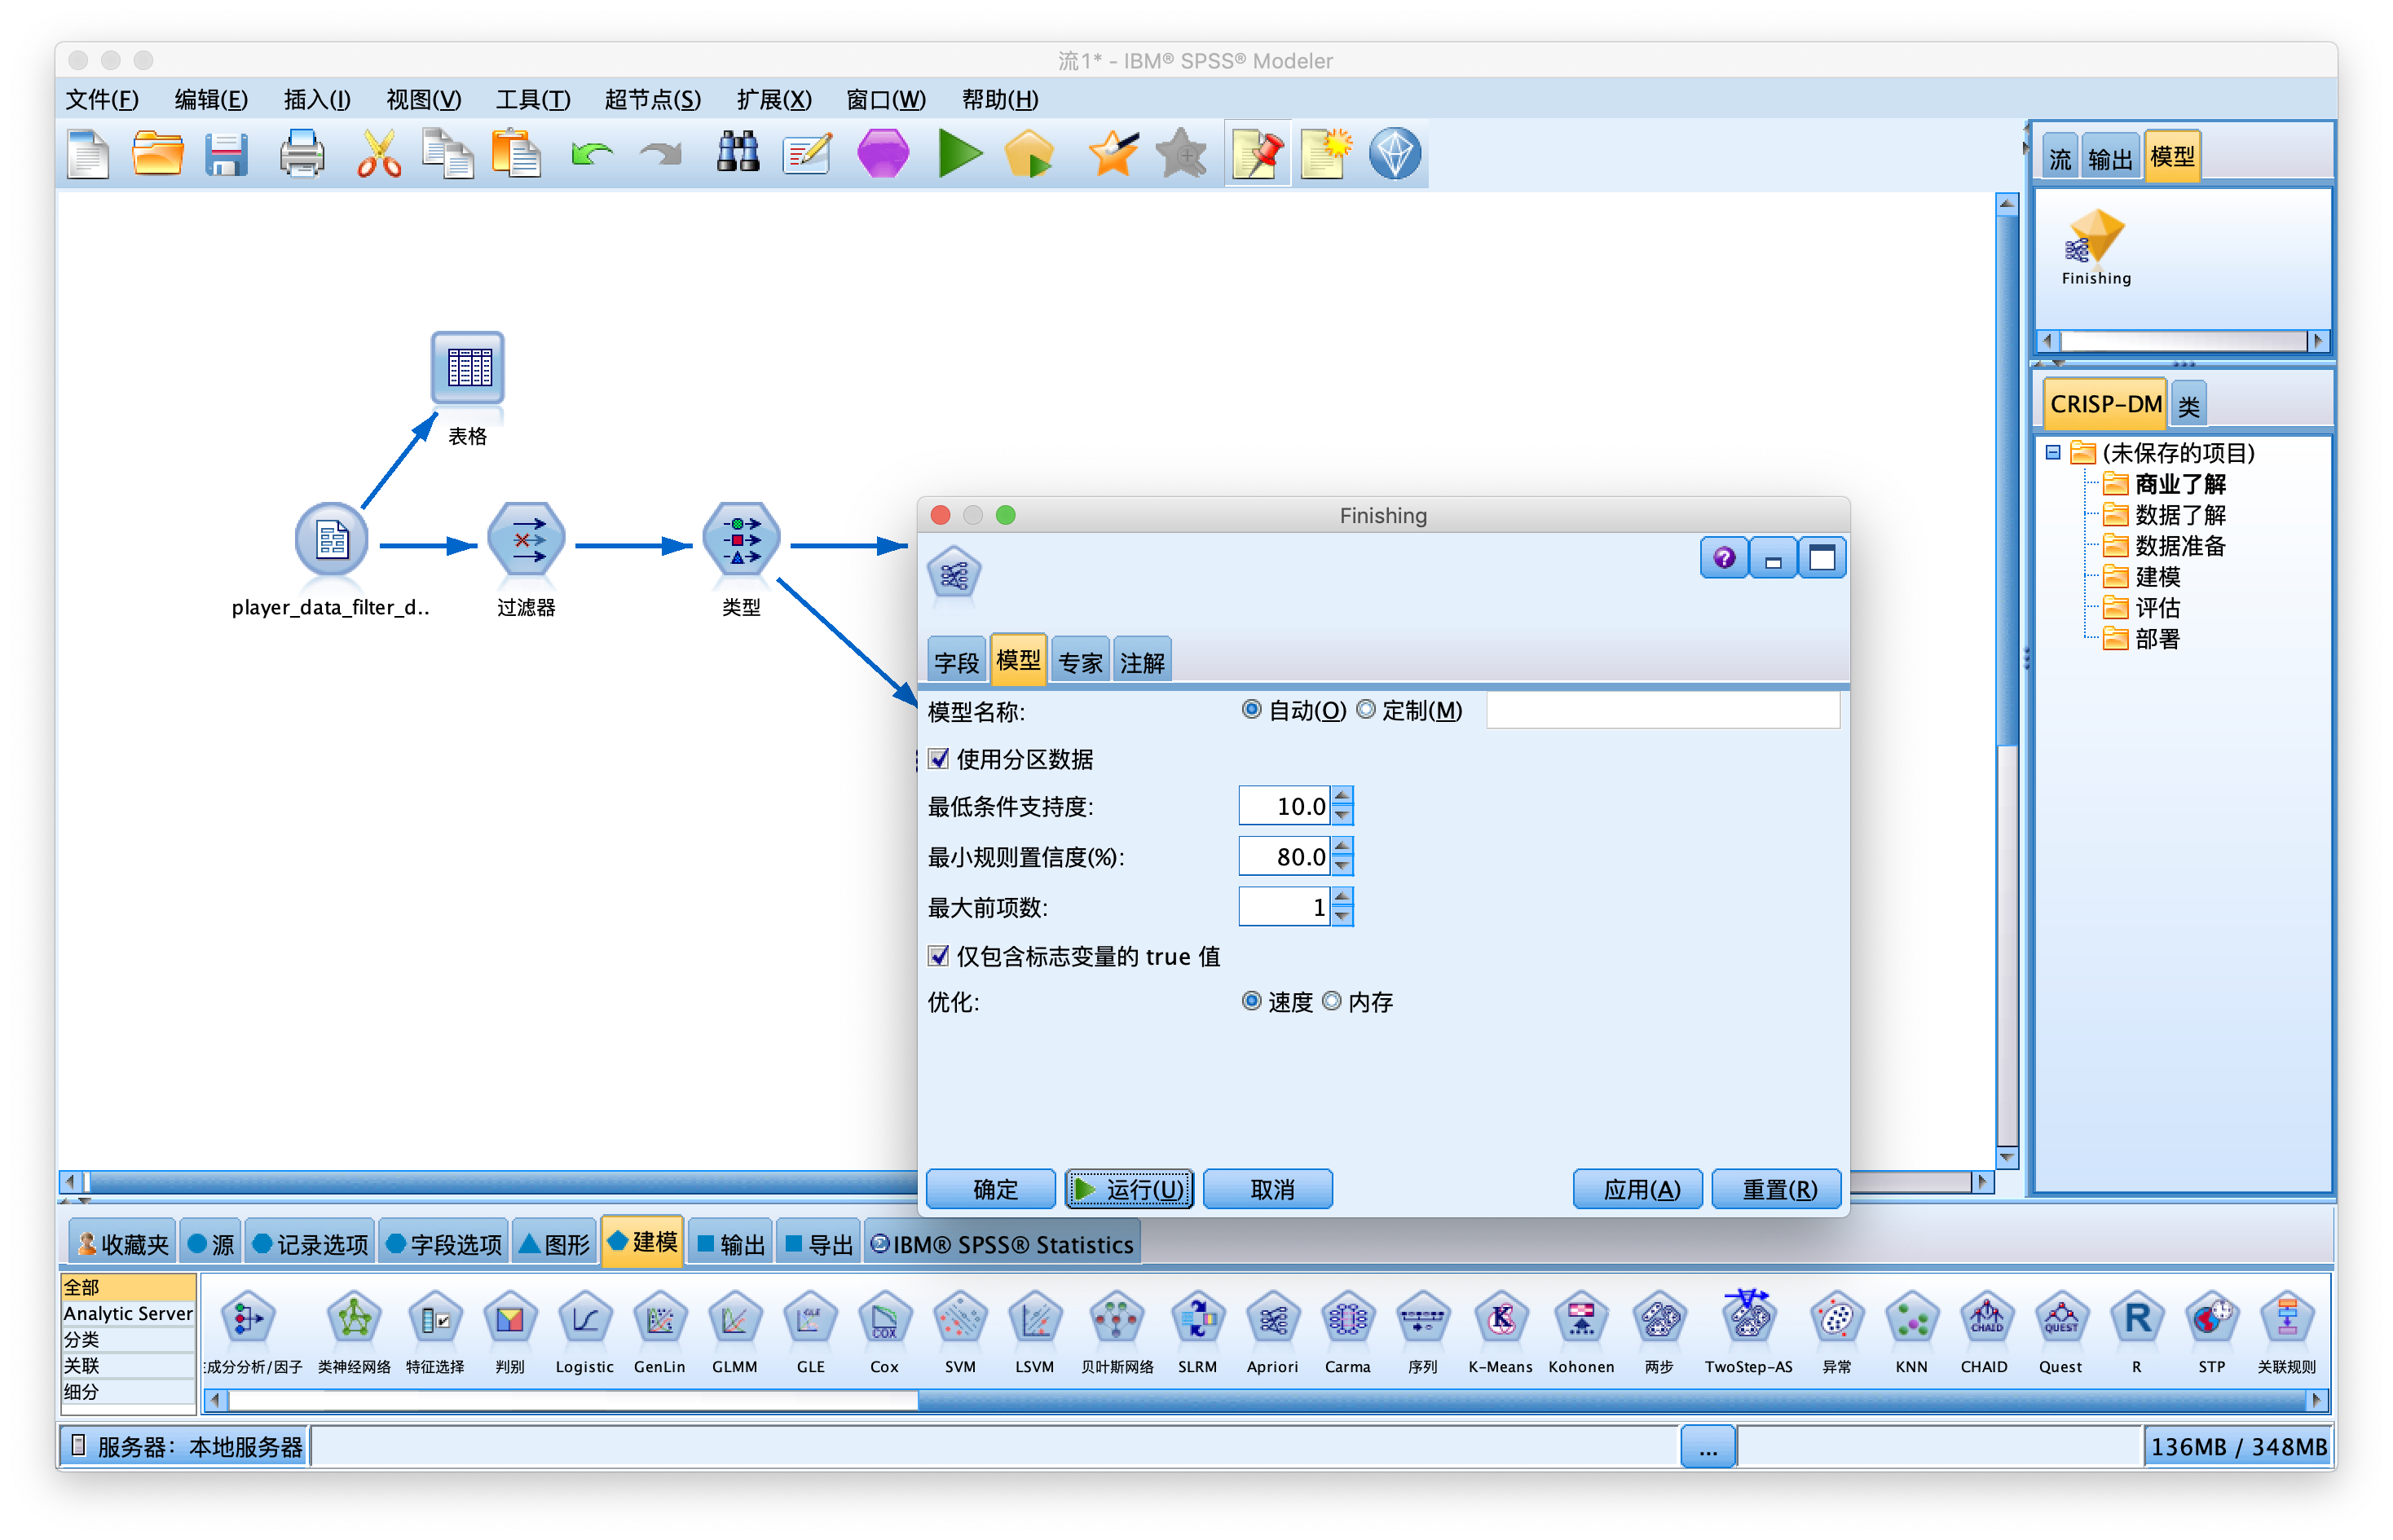 流1* - IBM® SPSS® Modeler
文件(F) 编辑(E) 插入(I) 视图(V) 工具(T) 超节点(S) 扩展(X) 窗口(W) 帮助(H)
流 输出 模型
Finishing
表格
player_data_filter_d..
过滤器
类型
CRISP-DM 类
(未保存的项目)
商业了解
数据了解
数据准备
建模
评估
部署
Finishing
字段 模型 专家 注解
模型名称: 自动(O) 定制(M)
使用分区数据
最低条件支持度: 10.0
最小规则置信度(%): 80.0
最大前项数: 1
仅包含标志变量的 true 值
优化: 速度 内存
确定 运行(U) 取消 应用(A) 重置(R)
收藏夹 源 记录选项 字段选项 图形 建模 输出 导出 IBM® SPSS® Statistics
全部
Analytic Server
分类
关联
细分
成分分析/因子 类神经网络 特征选择 判别 Logistic GenLin GLMM GLE Cox SVM LSVM 贝叶斯网络 SLRM Apriori Carma 序列 K-Means Kohonen 两步 TwoStep-AS 异常 KNN CHAID Quest R STP 关联规则
服务器: 本地服务器 ... 136MB / 348MB